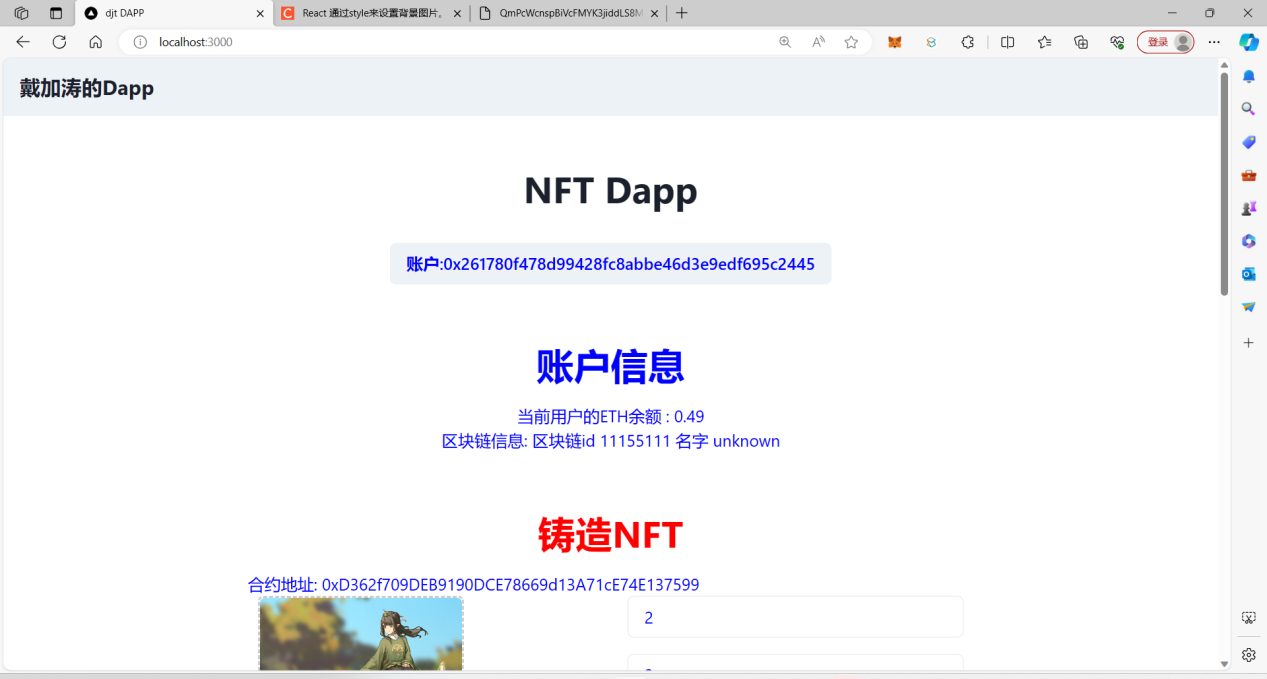 djt DAPP
React 通过style来设置背景图片,
QmPcWcnspBiVcFMYK3jiddLS8M
localhost:3000
登录
戴加涛的Dapp
NFT Dapp
账户:0x261780f478d99428fc8abbe46d3e9edf695c2445
账户信息
当前用户的ETH余额 : 0.49
区块链信息: 区块链id 11155111 名字 unknown
铸造NFT
合约地址: 0xD362f709DEB9190DCE78669d13A71cE74E137599
2